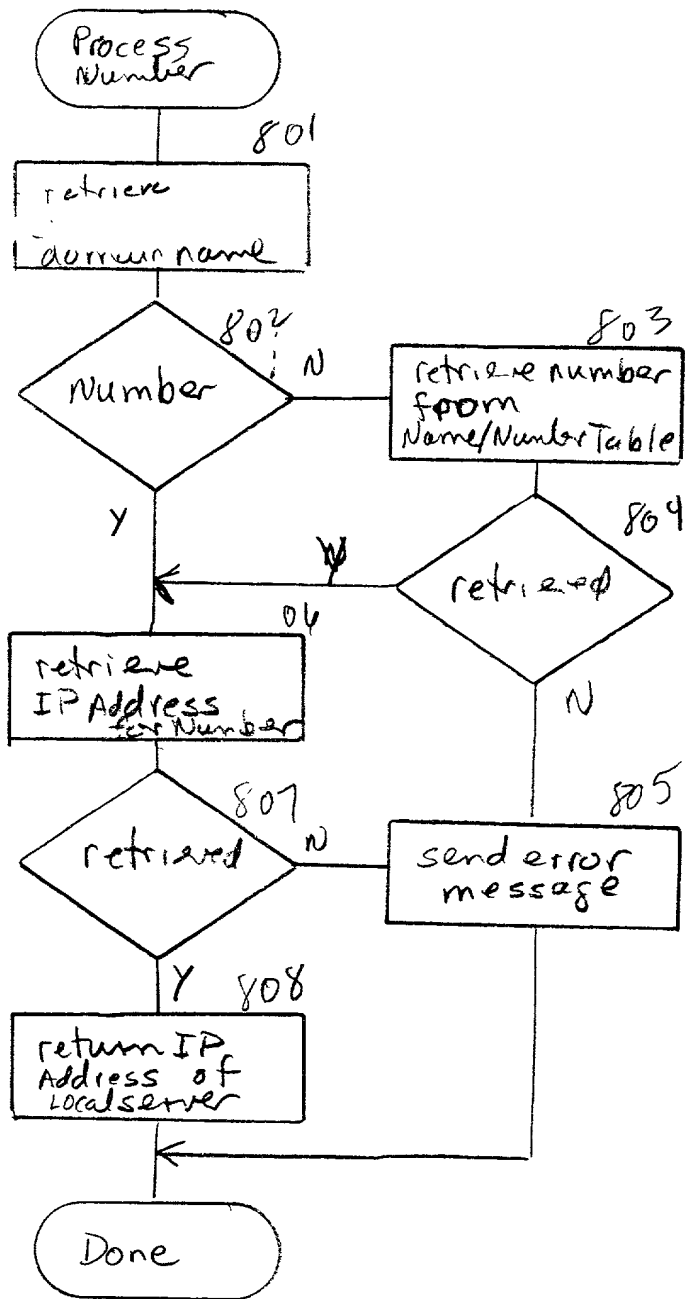 Process
Number
801
retrieve
domain name
802
Number
N
Y
803
retrieve number
from
Name/Number Table
804
retrieved
Y
N
06
retrieve
IP Address
for Number
807
retrieved
N
Y
805
send error
message
808
return IP
Address of
Local server
Done